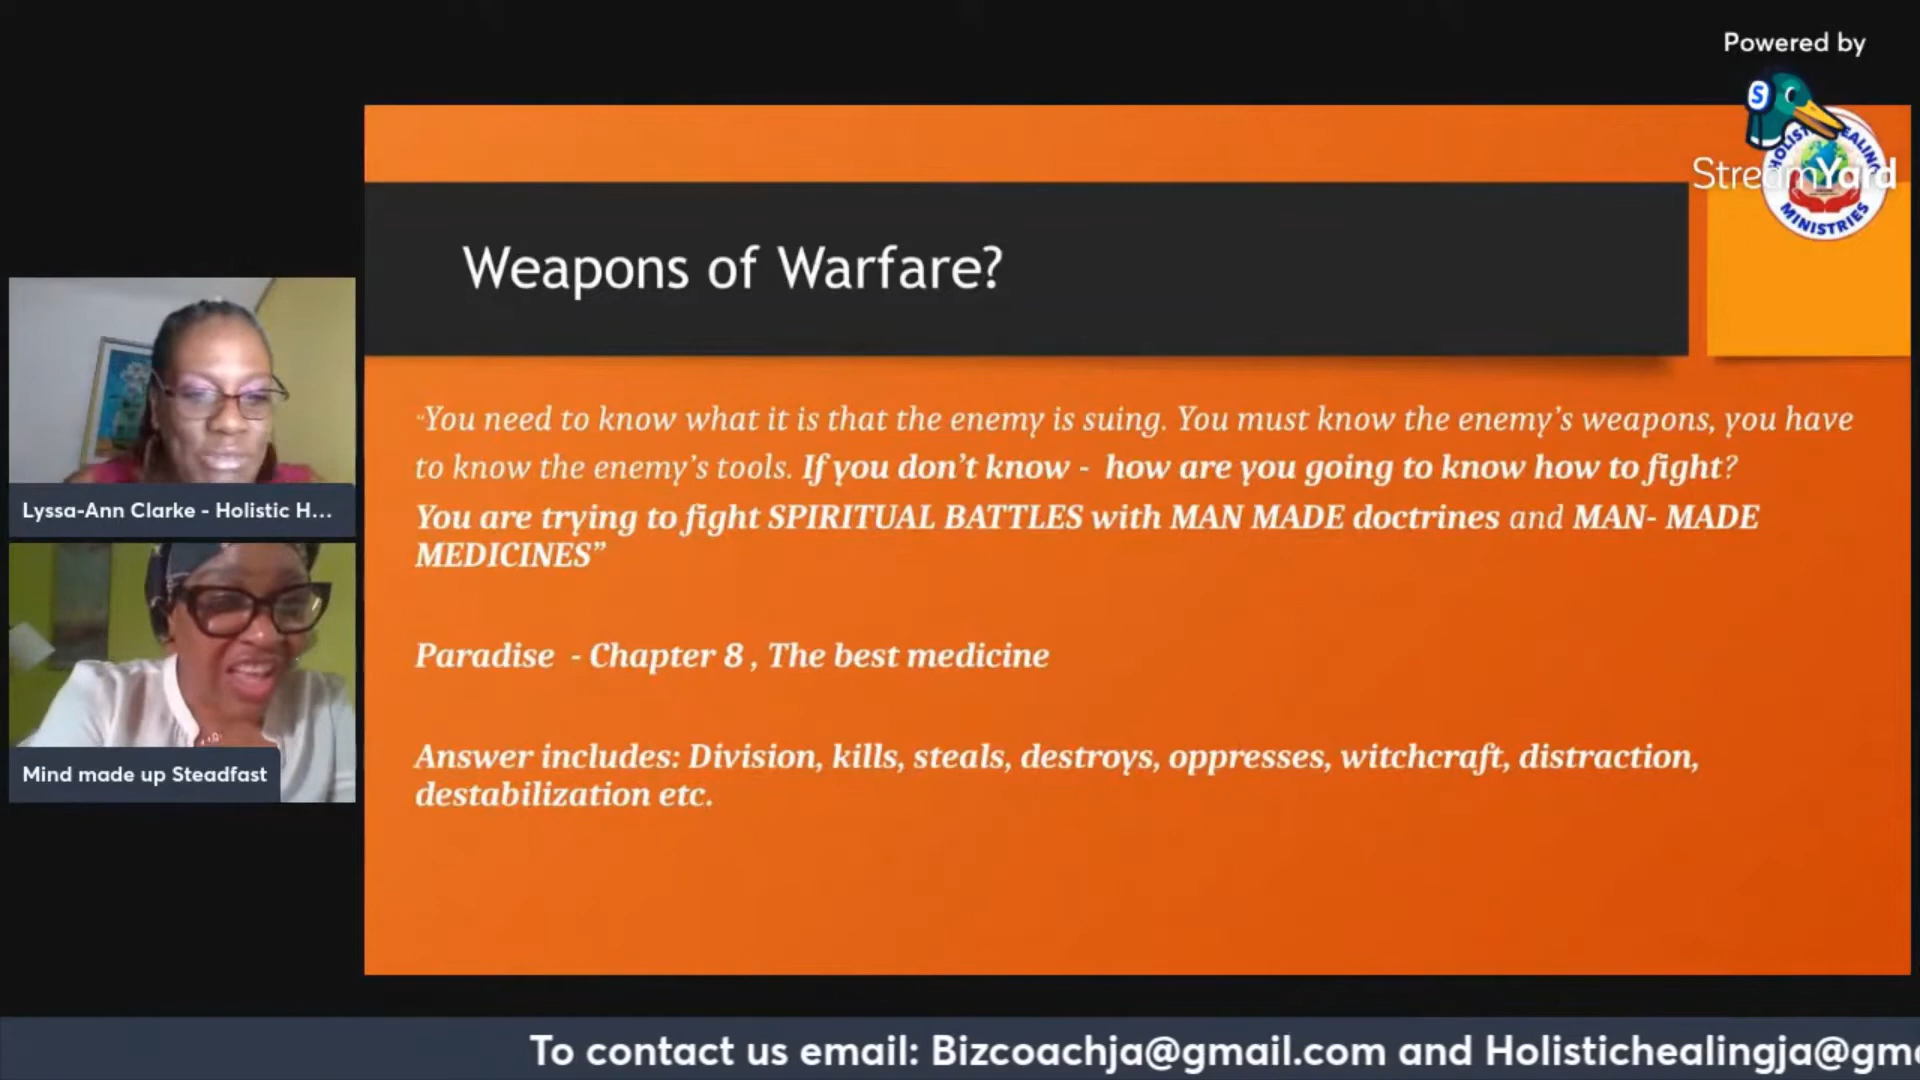 Powered by
S
StreamYard
HOLISTIC HEALING
MINISTRIES
Weapons of Warfare?
“You need to know what it is that the enemy is suing. You must know the enemy’s weapons, you have
to know the enemy’s tools. If you don’t know - how are you going to know how to fight?
You are trying to fight SPIRITUAL BATTLES with MAN MADE doctrines and MAN- MADE
MEDICINES”
Paradise - Chapter 8 , The best medicine
Answer includes: Division, kills, steals, destroys, oppresses, witchcraft, distraction,
destabilization etc.
Lyssa-Ann Clarke - Holistic H...
Mind made up Steadfast
To contact us email: Bizcoachja@gmail.com and Holistichealingja@gm